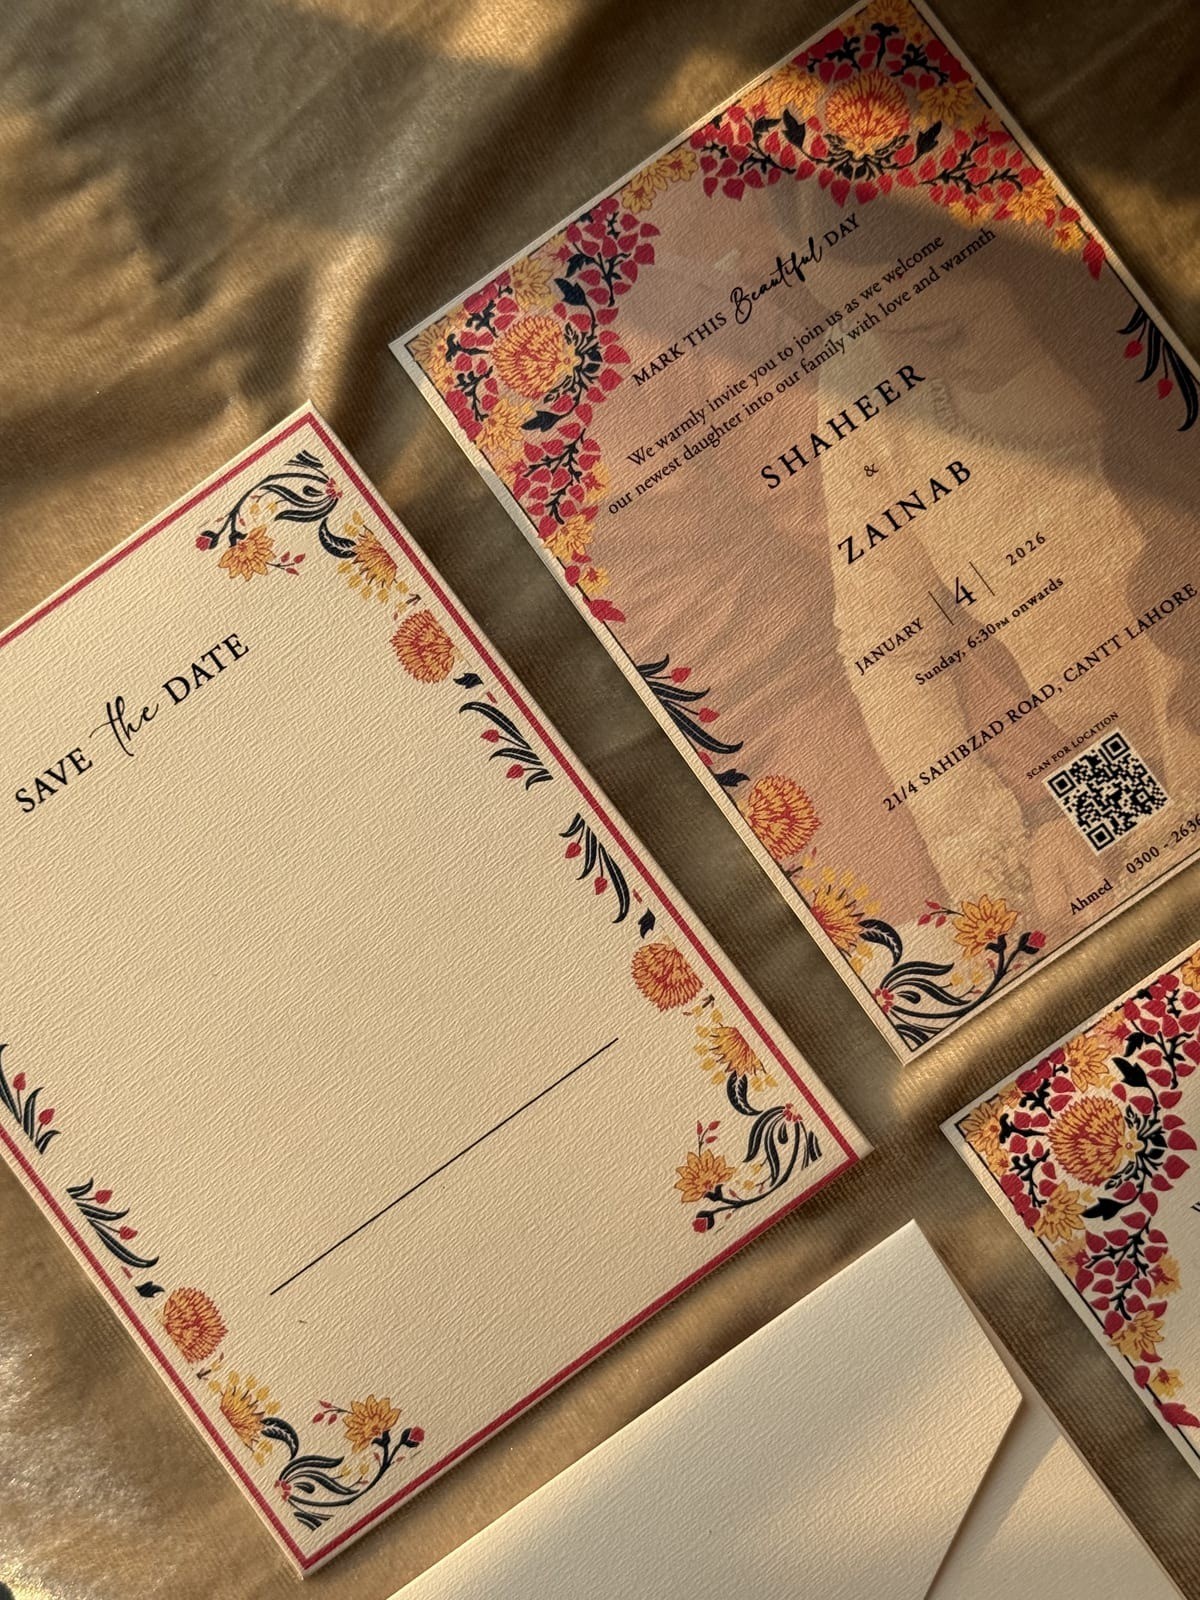 SAVE the DATE
MARK THIS Beautiful DAY
We warmly invite you to join us as we welcome
our newest daughter into our family with love and warmth
SHAHEER
&
ZAINAB
JANUARY | 4 | 2026
Sunday, 6:30PM onwards
21/4 SAHIBZAD ROAD, CANTT LAHORE
SCAN FOR LOCATION
Ahmed 0300 - 2636